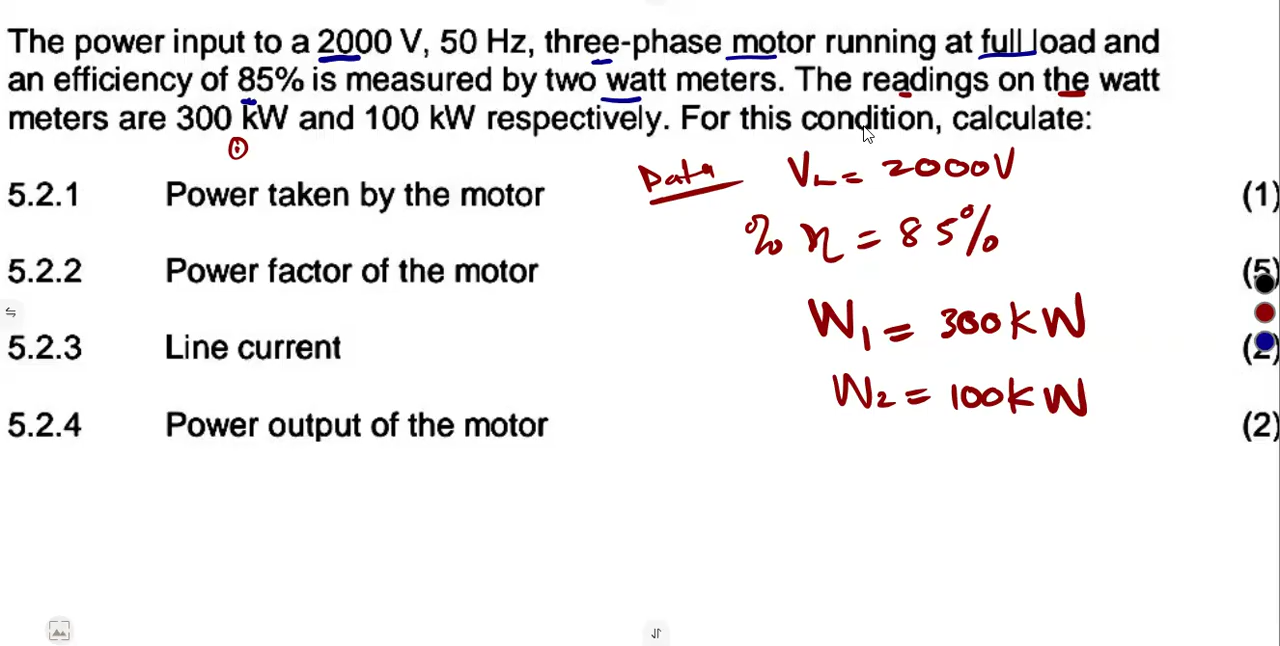 The power input to a 2000 V, 50 Hz, three-phase motor running at full load and
an efficiency of 85% is measured by two watt meters. The readings on the watt
meters are 300 kW and 100 kW respectively. For this condition, calculate:
Data V_L = 2000V
5.2.1 Power taken by the motor (1)
% η = 85%
5.2.2 Power factor of the motor (5)
W₁ = 300kW
5.2.3 Line current (2)
W₂ = 100kW
5.2.4 Power output of the motor (2)